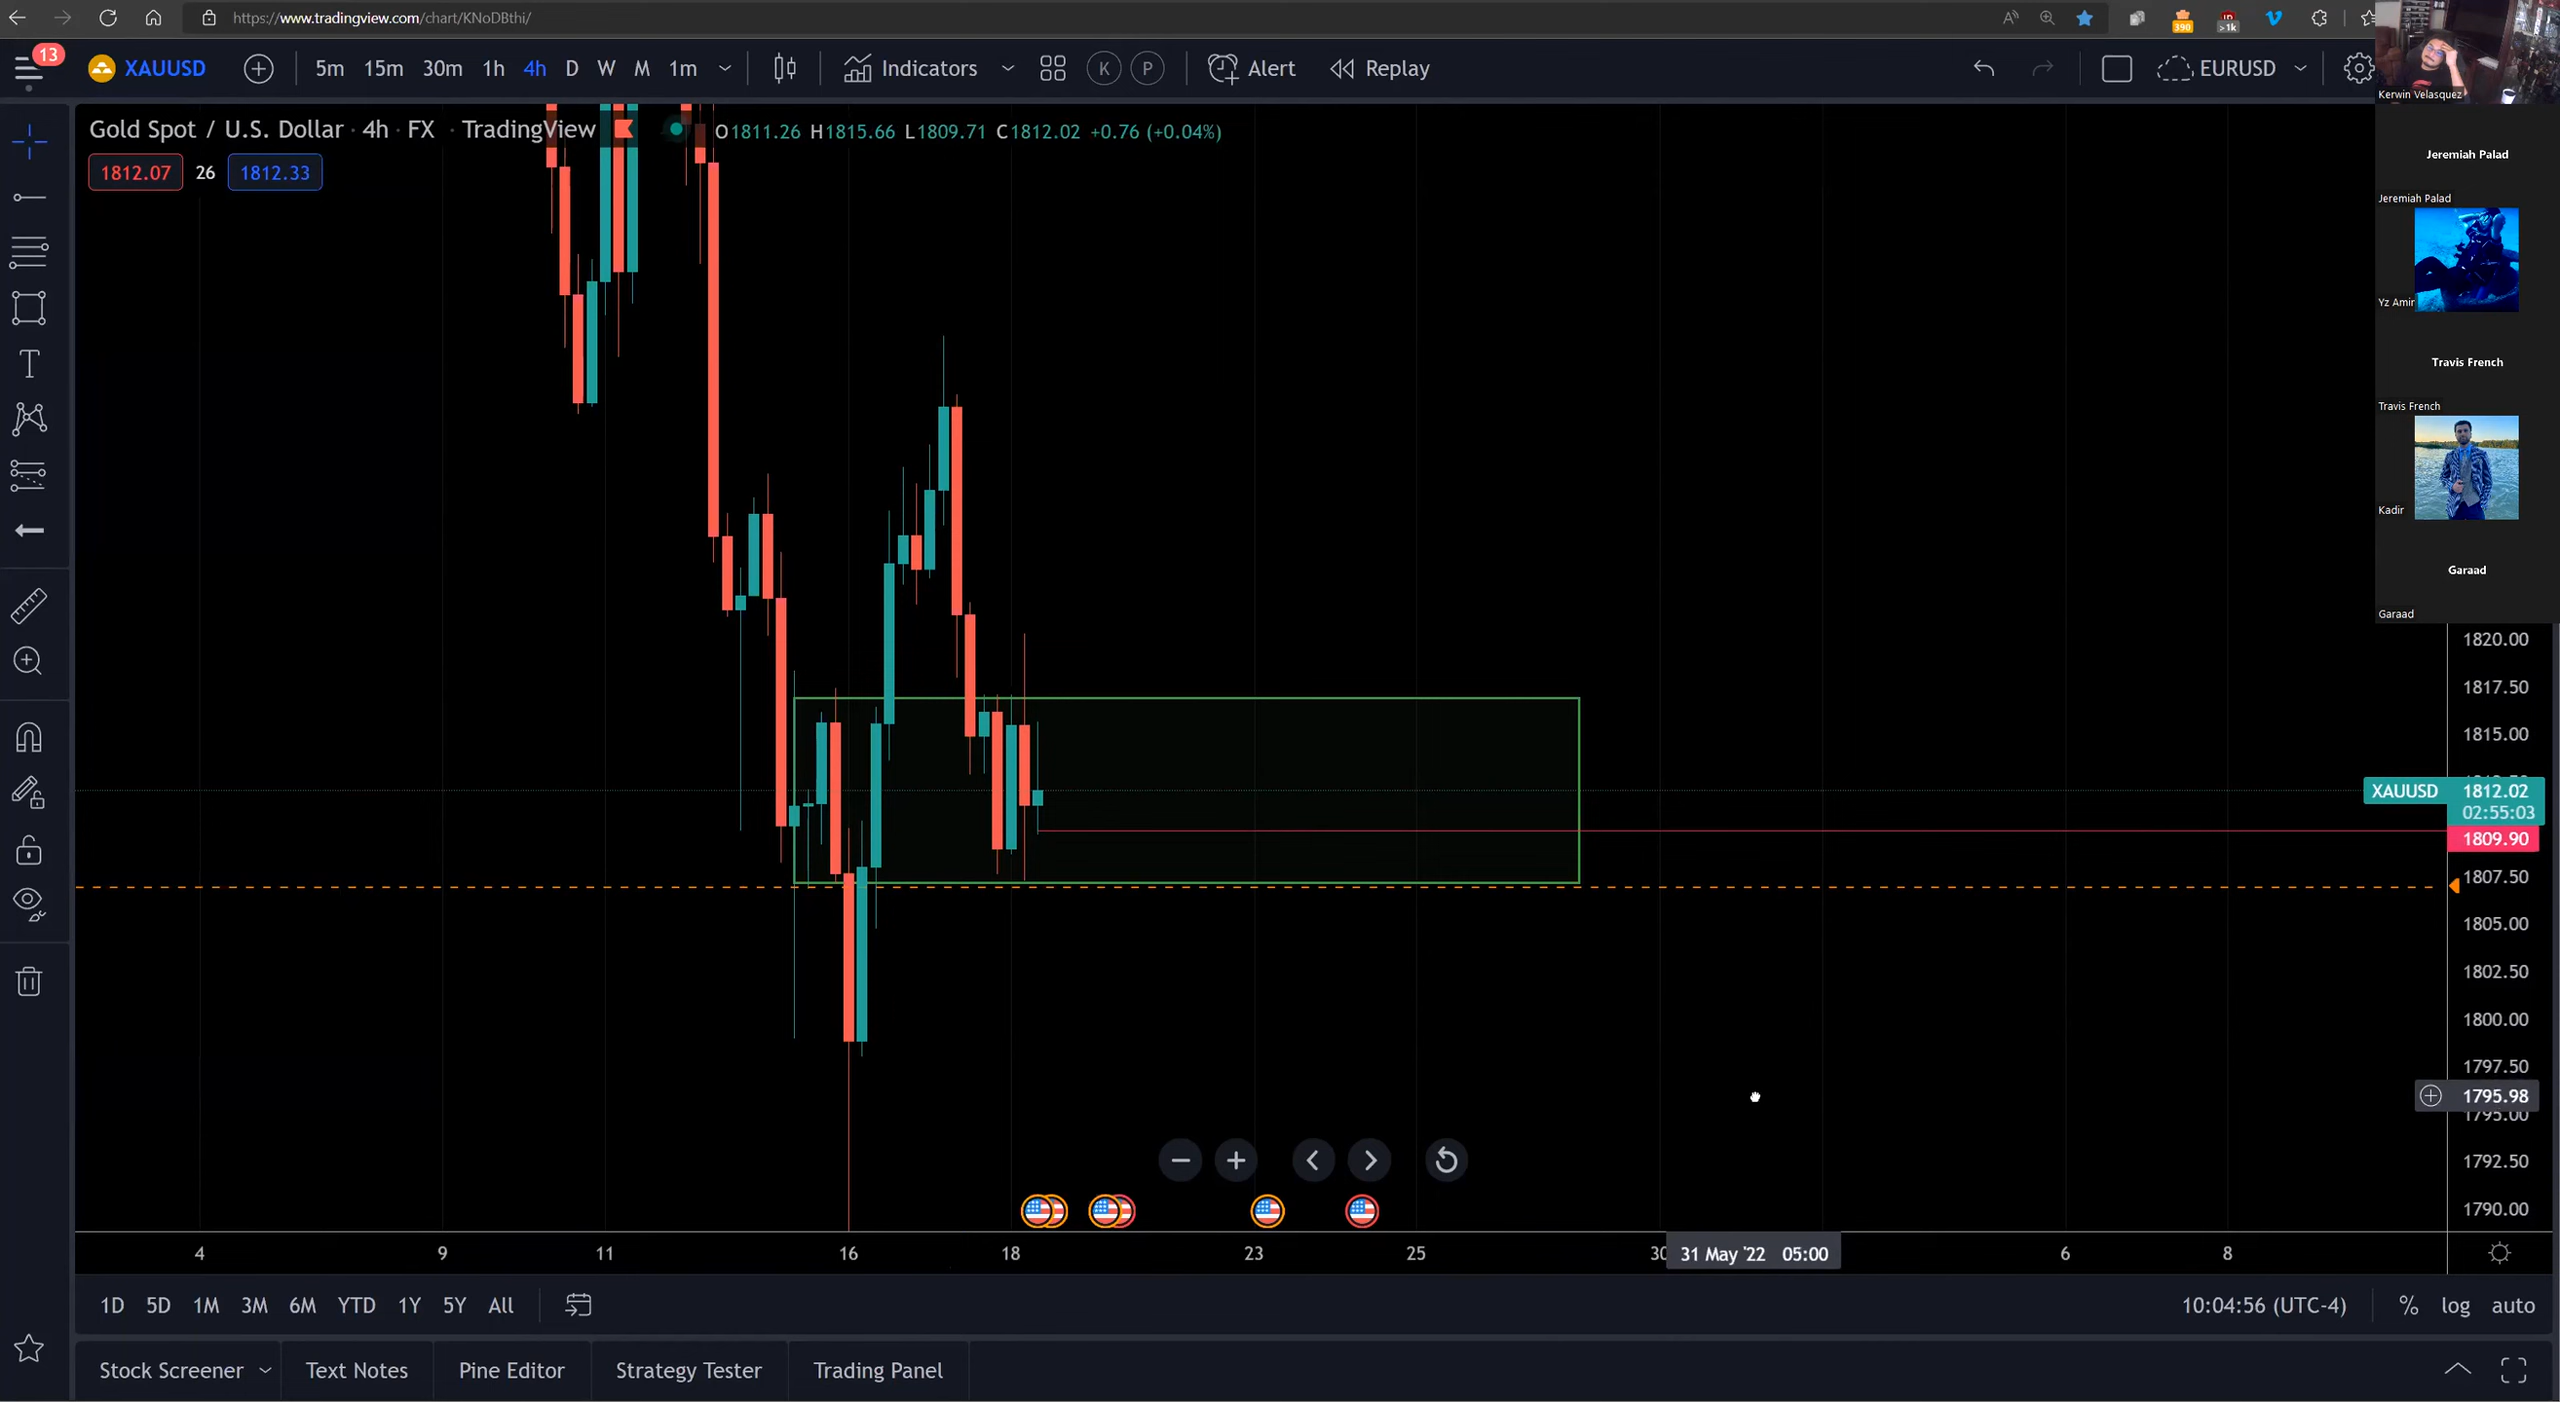 https://www.tradingview.com/chart/KNoDBthi/
390
>1k
13
XAUUSD
5m 15m 30m 1h 4h D W M 1m
Indicators
K P
Alert
Replay
EURUSD
Kerwin Velasquez
Gold Spot / U.S. Dollar · 4h · FX · TradingView
O1811.26 H1815.66 L1809.71 C1812.02 +0.76 (+0.04%)
1812.07 26 1812.33
Jeremiah Palad
Jeremiah Palad
Yz Amir
Travis French
Travis French
Kadir
Garaad
Garaad
1820.00
1817.50
1815.00
XAUUSD 1812.02
02:55:03
1809.90
1807.50
1805.00
1802.50
1800.00
1797.50
1795.98
1795.00
1792.50
1790.00
4 9 11 16 18 23 25 30 31 May '22 05:00 6 8
1D 5D 1M 3M 6M YTD 1Y 5Y All
10:04:56 (UTC-4) % log auto
Stock Screener Text Notes Pine Editor Strategy Tester Trading Panel